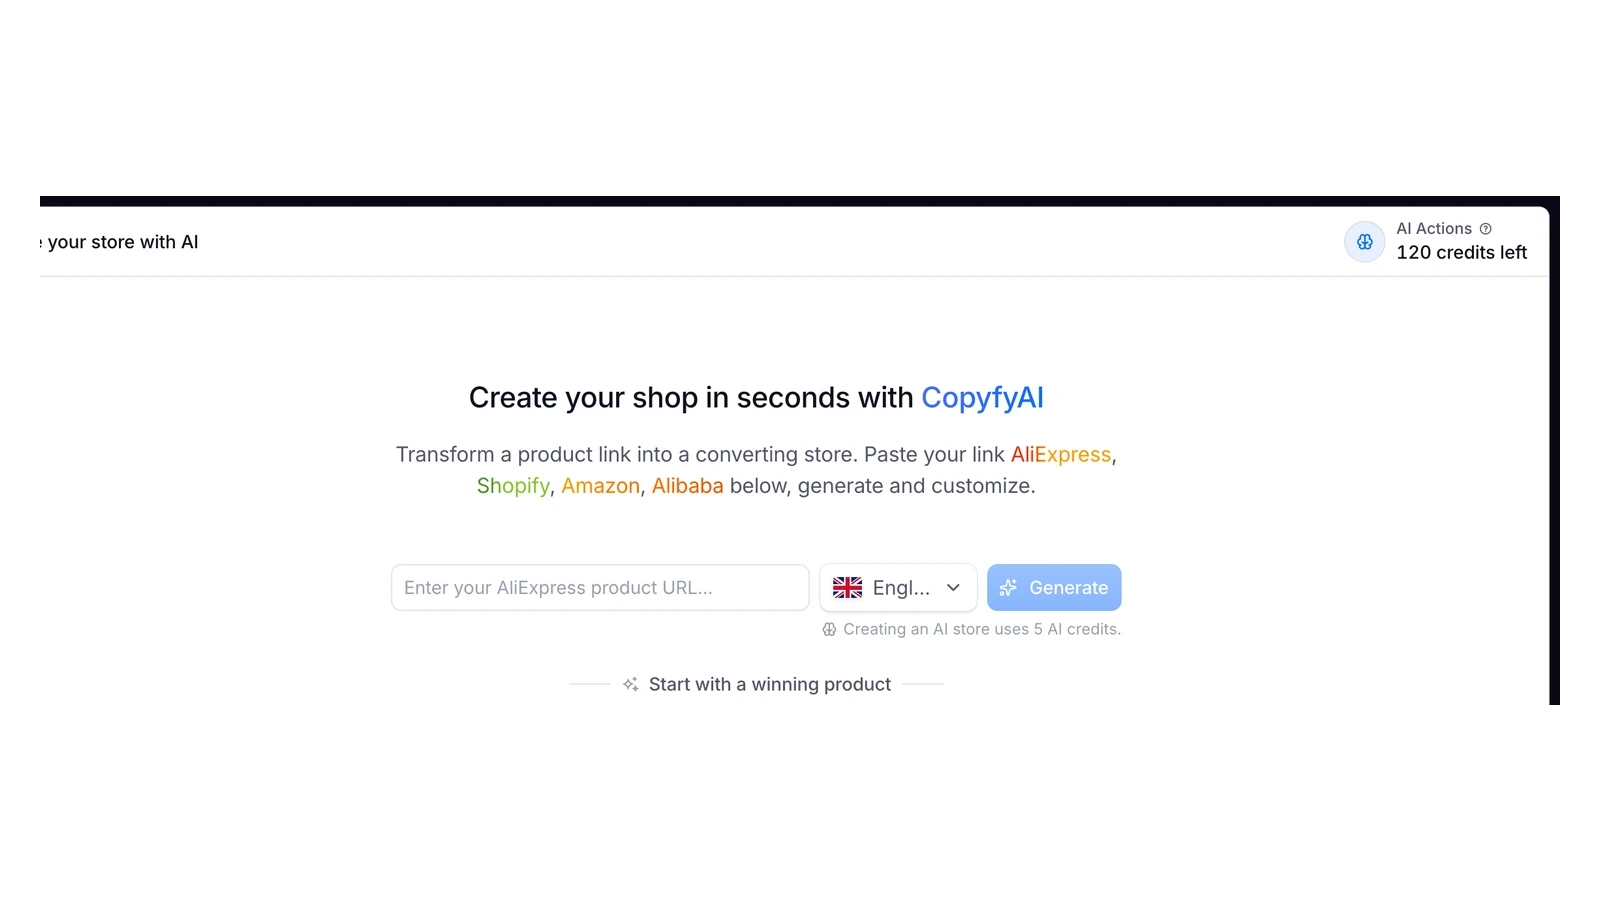 your store with AI
AI Actions
120 credits left
Create your shop in seconds with CopyfyAI
Transform a product link into a converting store. Paste your link AliExpress,
Shopify, Amazon, Alibaba below, generate and customize.
Enter your AliExpress product URL...
Engl...
Generate
Creating an AI store uses 5 AI credits.
Start with a winning product